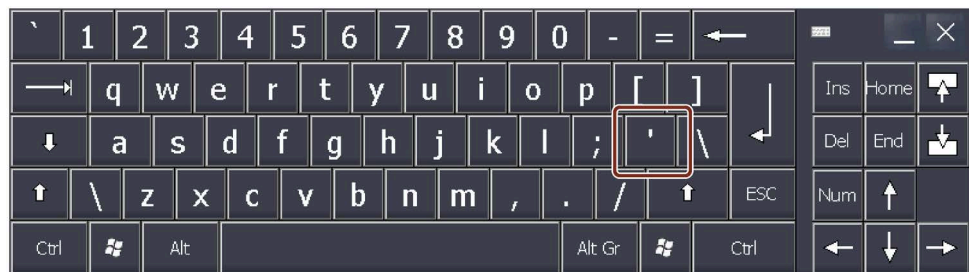 ` 1 2 3 4 5 6 7 8 9 0 - =
q w e r t y u i o p [ ] Ins Home
a s d f g h j k l ; ' \ Del End
\ z x c v b n m , . / ESC Num
Ctrl Alt Alt Gr Ctrl